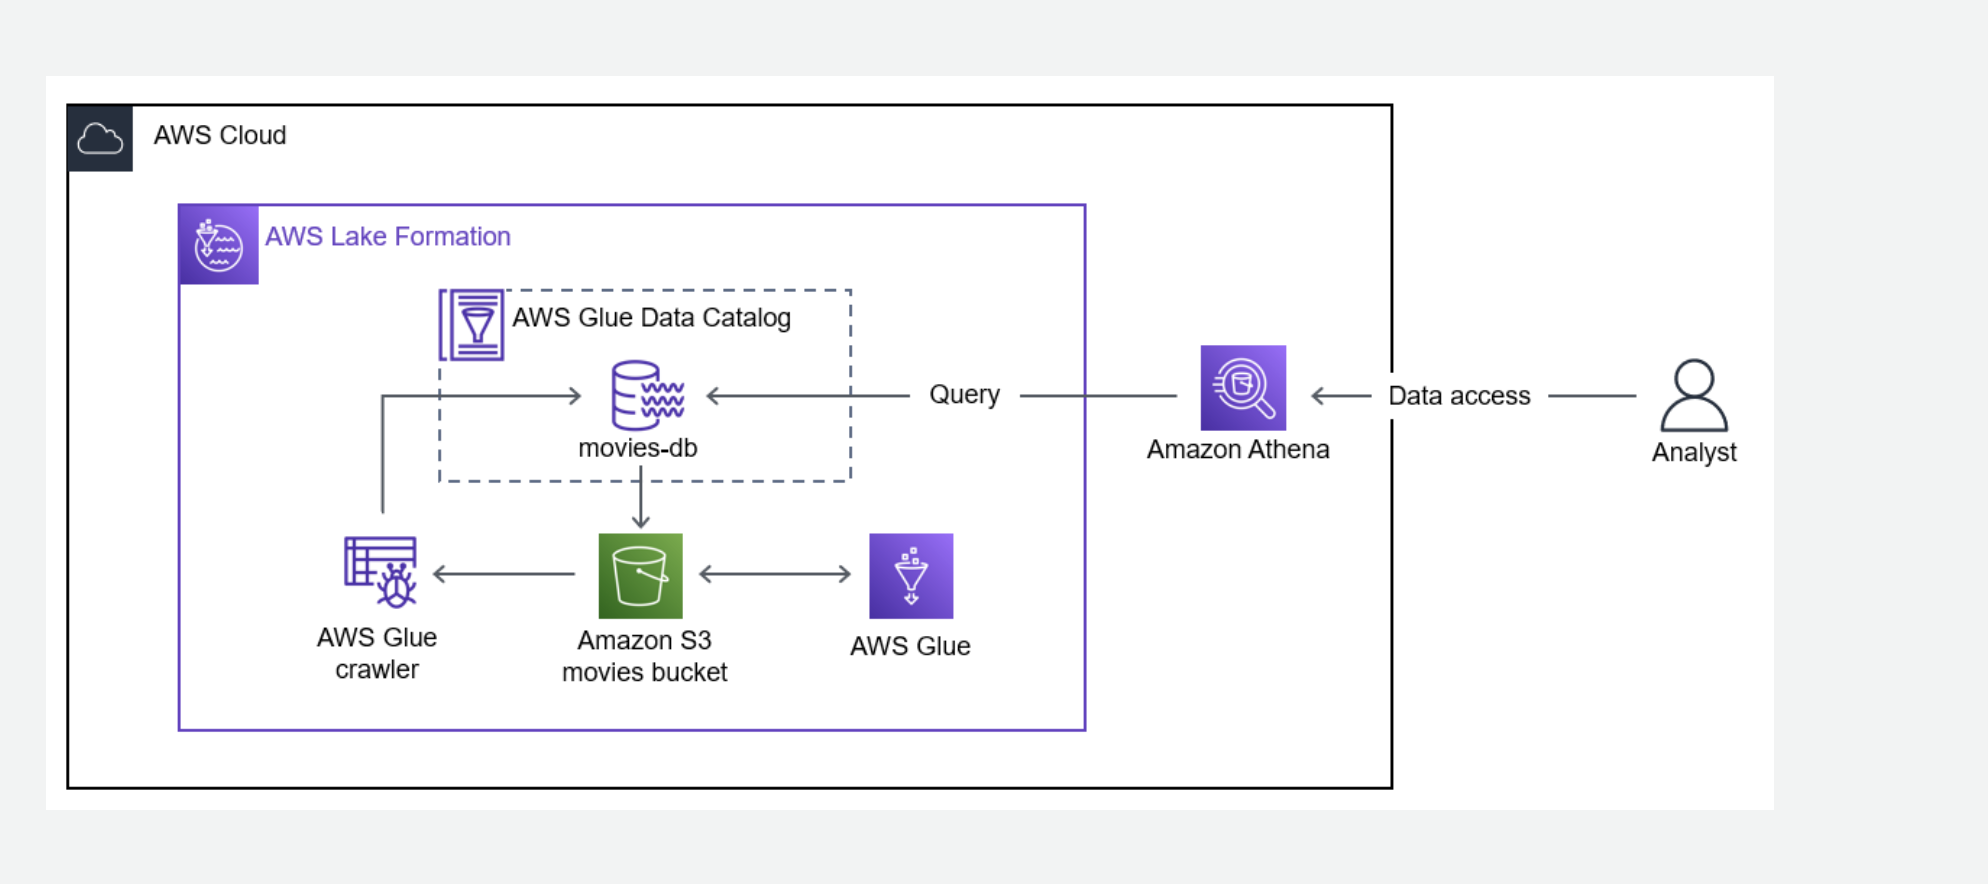 AWS Cloud
AWS Lake Formation
AWS Glue Data Catalog
movies-db
Query
Amazon Athena
Data access
Analyst
AWS Glue
crawler
Amazon S3
movies bucket
AWS Glue